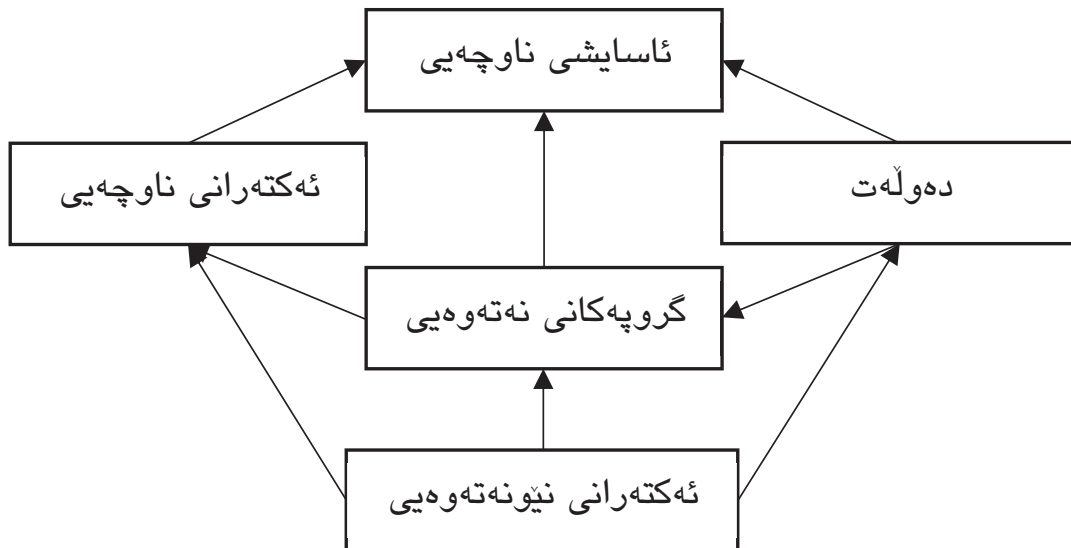 ئاسایشی ناوچەیی
دەوڵەت
ئەکتەرانی ناوچەیی
گروپەکانی نەتەوەیی
ئەکتەرانی نێونەتەوەیی